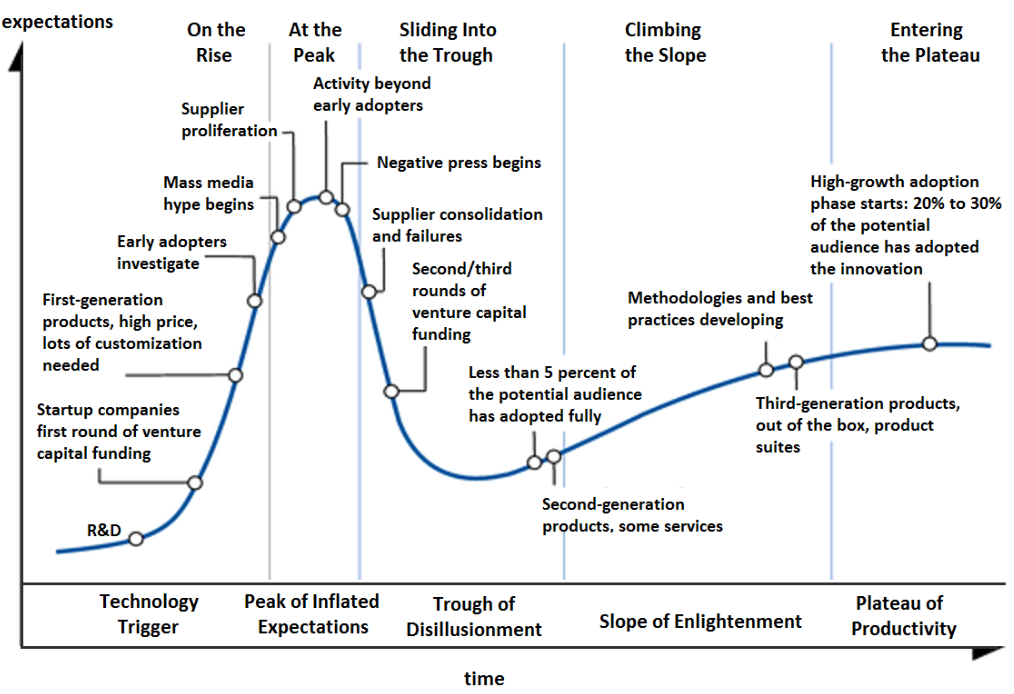 expectations
On the
Rise
At the
Peak
Sliding Into
the Trough
Climbing
the Slope
Entering
the Plateau
Activity beyond
early adopters
Supplier
proliferation
Negative press begins
Mass media
hype begins
High-growth adoption
phase starts: 20% to 30%
of the potential
audience has adopted
the innovation
Supplier consolidation
and failures
Early adopters
investigate
Second/third
rounds of
venture capital
funding
First-generation
products, high price,
lots of customization
needed
Methodologies and best
practices developing
Less than 5 percent of
the potential audience
has adopted fully
Startup companies
first round of venture
capital funding
Third-generation products,
out of the box, product
suites
Second-generation
products, some services
R&D
Technology
Trigger
Peak of Inflated
Expectations
Trough of
Disillusionment
Slope of Enlightenment
Plateau of
Productivity
time